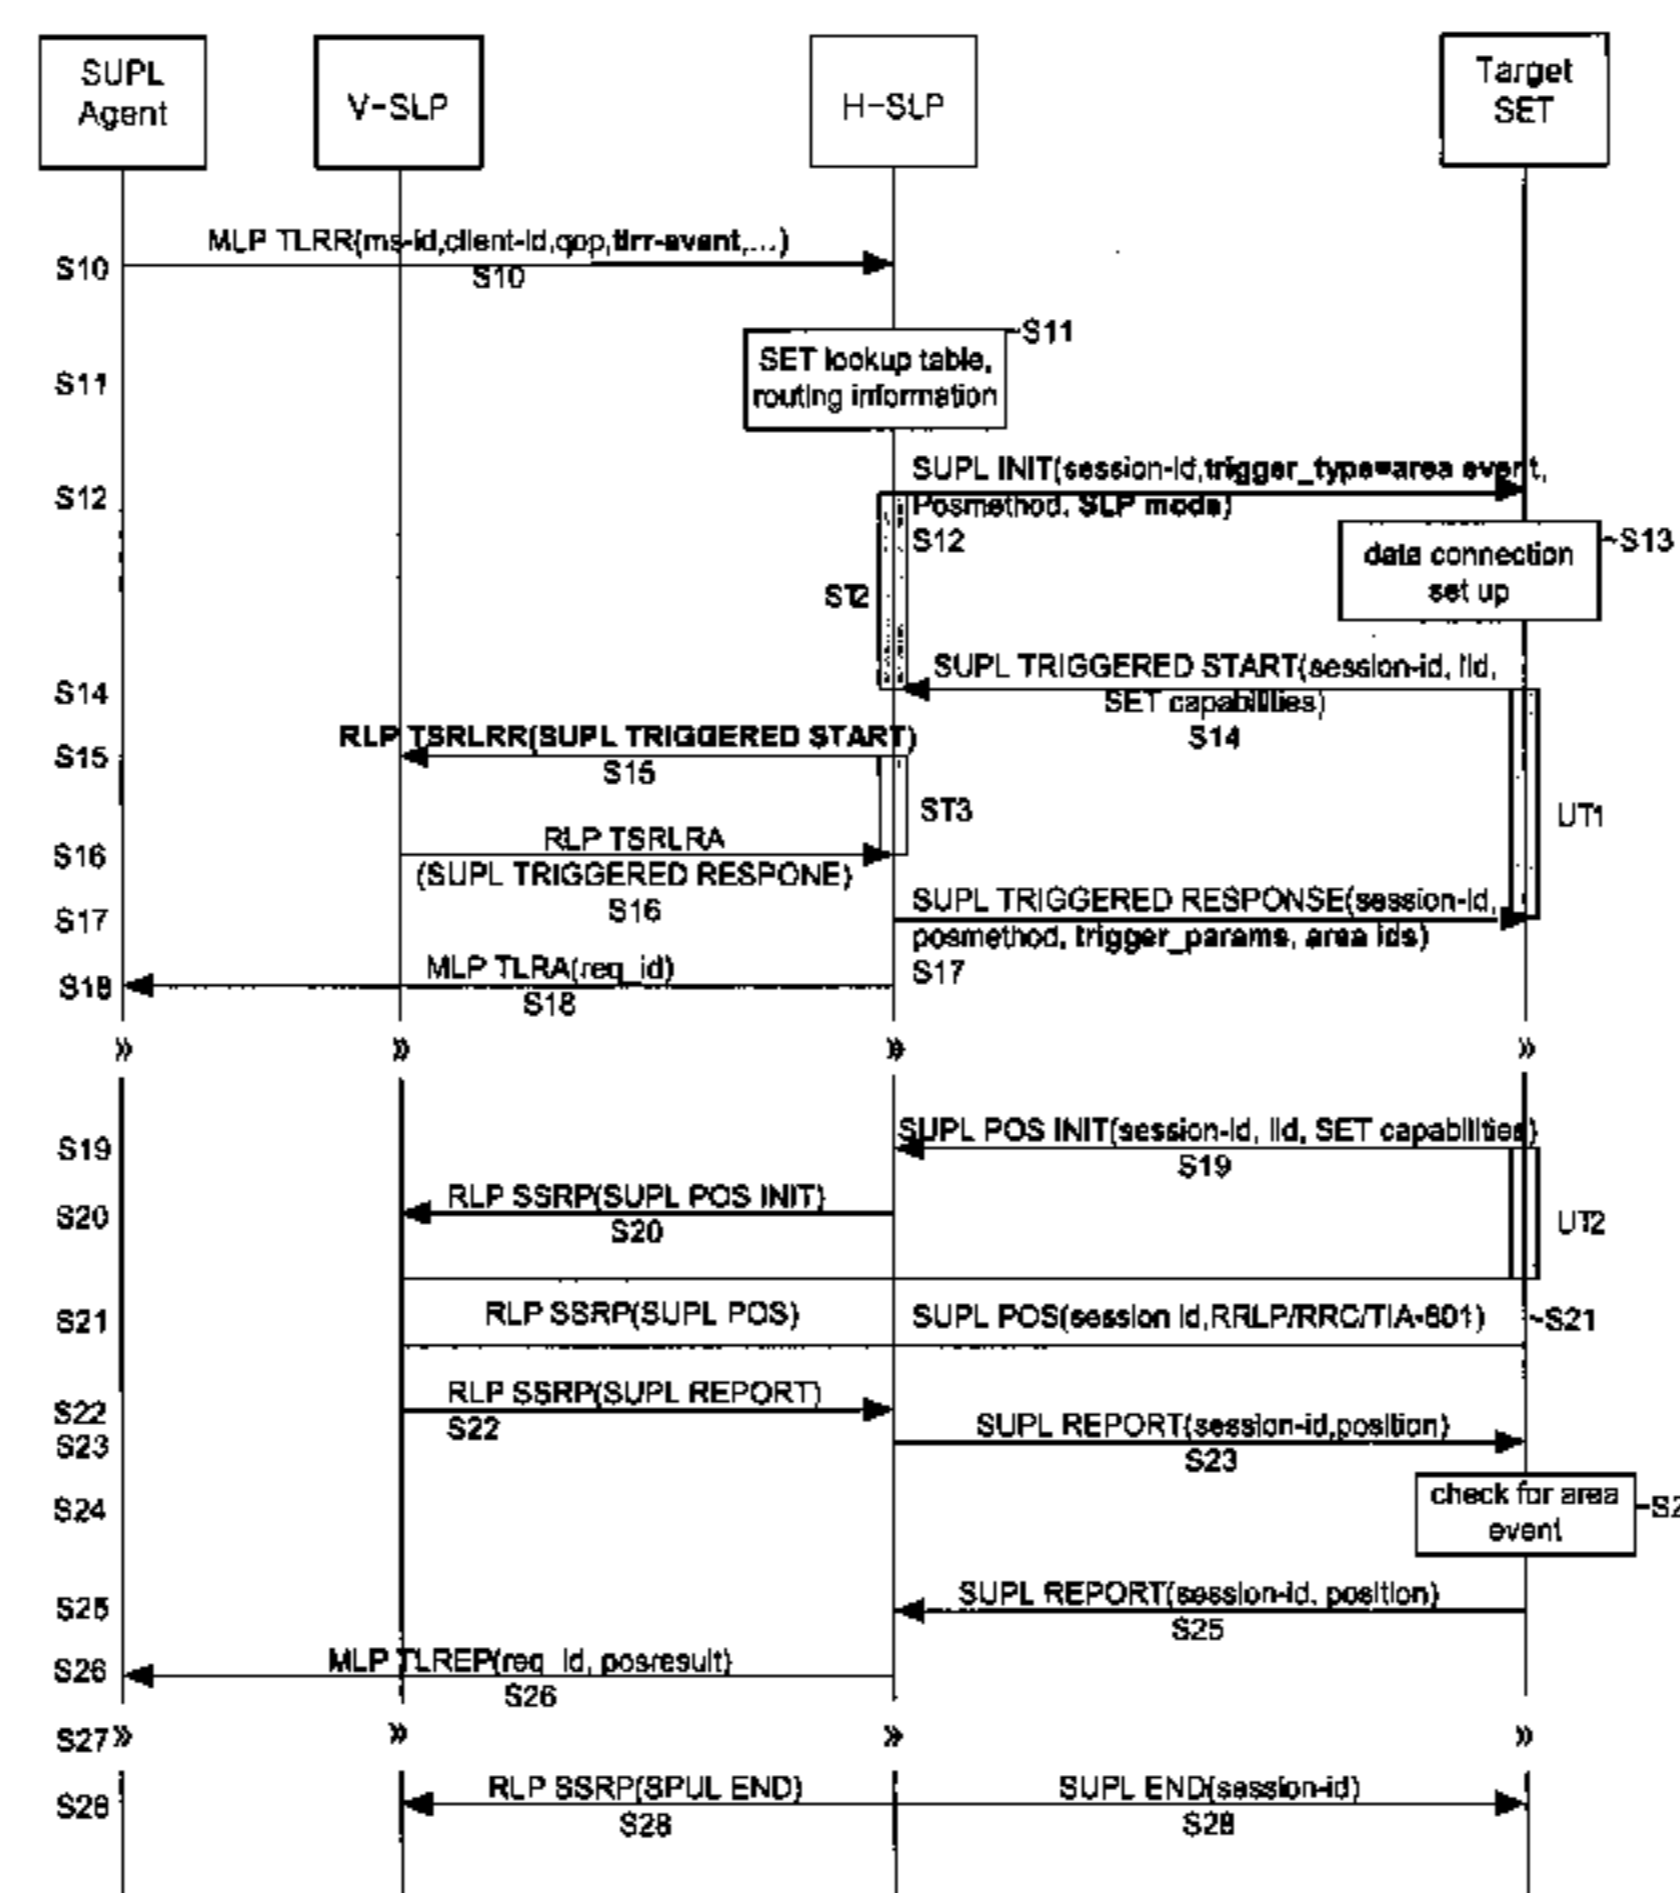 SUPL
Agent
V-SLP
H-SLP
Target
SET
MLP TLRR(ms-id,client-id,qop,tlrr-event,...)
S10
S10
S11
SET lookup table,
routing information
S11
SUPL INIT(session-id,trigger_type=area event,
Posmethod, SLP mode)
S12
S12
data connection
set up
S13
ST2
SUPL TRIGGERED START(session-id, lid,
SET capabilities)
S14
S14
RLP TSRLRR(SUPL TRIGGERED START)
S15
S15
ST3
UT1
RLP TSRLRA
(SUPL TRIGGERED RESPONE)
S16
S16
SUPL TRIGGERED RESPONSE(session-id,
posmethod, trigger_params, area ids)
S17
S17
MLP TLRA(req_id)
S18
S18
» » » »
SUPL POS INIT(session-id, lid, SET capabilities)
S19
S19
RLP SSRP(SUPL POS INIT)
S20
S20
UT2
S21
RLP SSRP(SUPL POS)
SUPL POS(session id,RRLP/RRC/TIA-801)
S21
RLP SSRP(SUPL REPORT)
S22
S22
SUPL REPORT(session-id,position)
S23
S23
S24
check for area
event
SUPL REPORT(session-id, position)
S25
S25
MLP TLREP(req_id, posresult)
S26
S26
S27 » » » »
RLP SSRP(SPUL END)
SUPL END(session-id)
S28
S28
S28